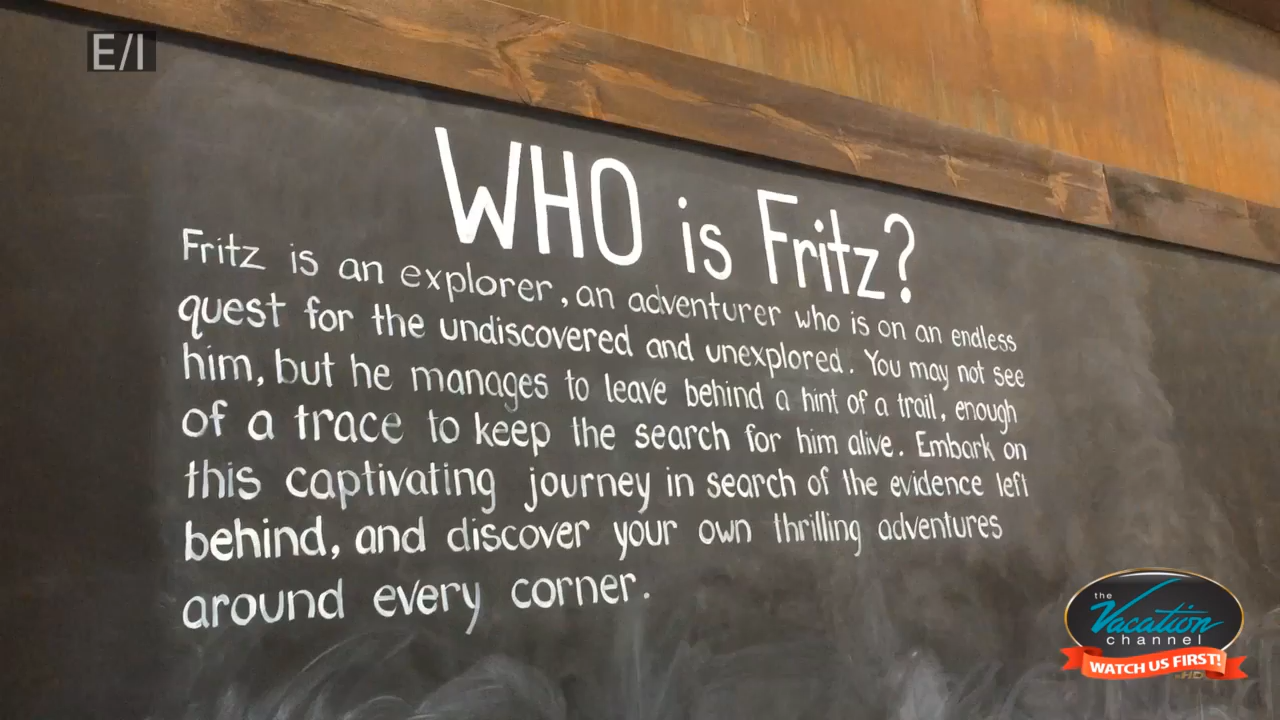 E/I
WHO is Fritz?
Fritz is an explorer, an adventurer who is on an endless
quest for the undiscovered and unexplored. You may not see
him, but he manages to leave behind a hint of a trail, enough
of a trace to keep the search for him alive. Embark on
this captivating journey in search of the evidence left
behind, and discover your own thrilling adventures
around every corner.
the
Vacation
channel
WATCH US FIRST!
HD